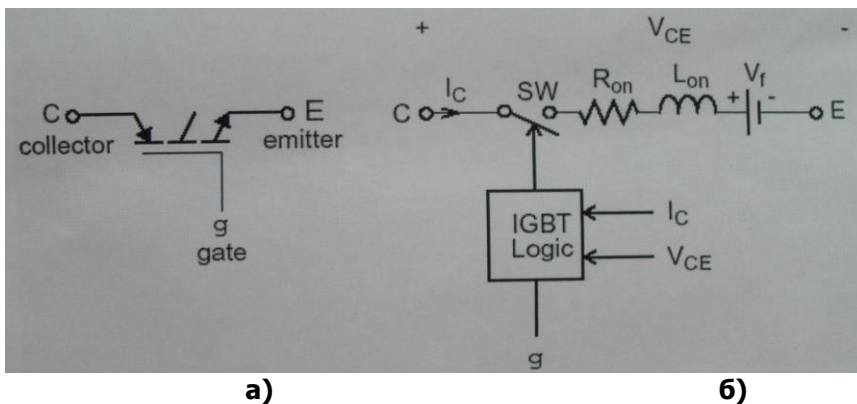 + V_CE -
C I_C SW R_on L_on + V_f - E
C E
collector emitter
g
gate
IGBT
Logic
I_C
V_CE
g
а) б)